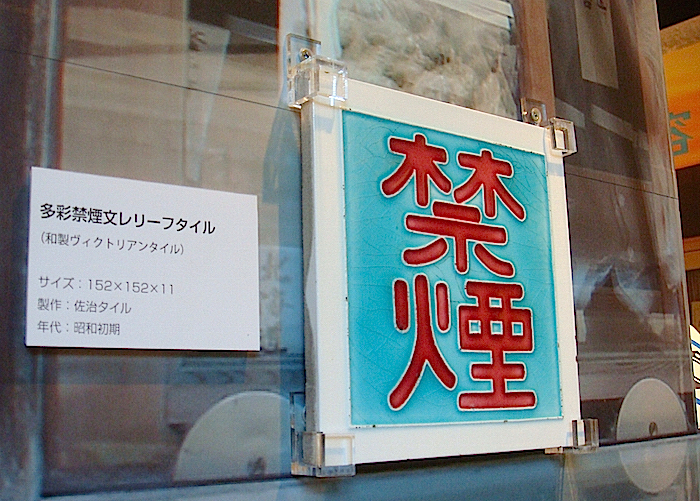 多彩禁煙文レリーフタイル
(和製ヴィクトリアンタイル)
サイズ：152×152×11
製作：佐治タイル
年代：昭和初期
禁
煙